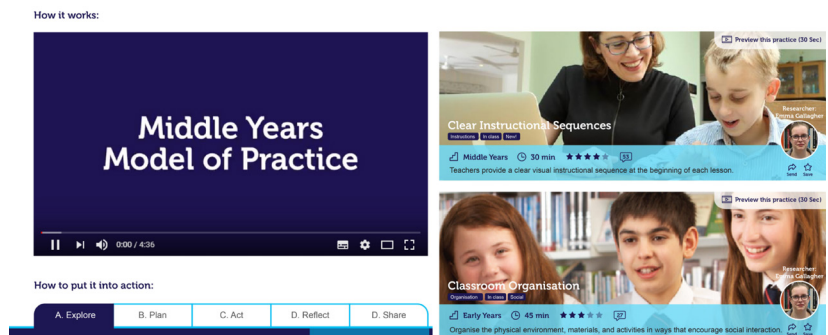 How it works:
Middle Years
Model of Practice
0:00 / 4:36
How to put it into action:
A. Explore
B. Plan
C. Act
D. Reflect
D. Share
Preview this practice (30 Sec)
Researcher:
Emma Gallagher
Clear Instructional Sequences
Instructions In class New!
Middle Years 30 min 53
Teachers provide a clear visual instructional sequence at the beginning of each lesson.
Send Save
Preview this practice (30 Sec)
Researcher:
Emma Gallagher
Classroom Organisation
Organisation In class Social
Early Years 45 min 27
Organise the physical environment, materials, and activities in ways that encourage social interaction.
Send Save